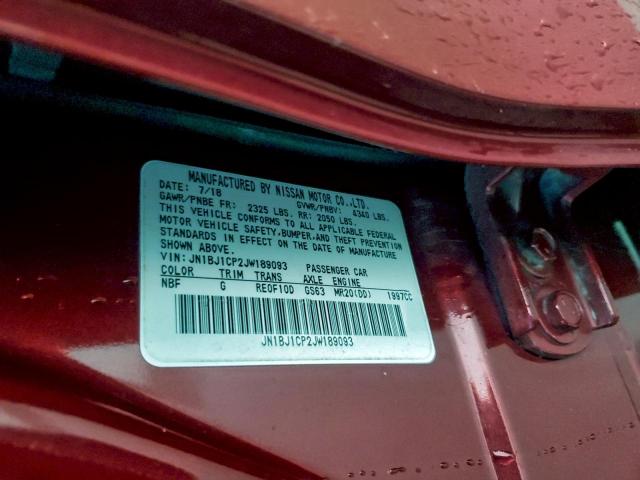 MANUFACTURED BY NISSAN MOTOR CO.,LTD.
DATE: 7/18 GVWR/PNBV: 4340 LBS.
GAWR/PNBE FR: 2325 LBS. RR: 2050 LBS.
THIS VEHICLE CONFORMS TO ALL APPLICABLE FEDERAL
MOTOR VEHICLE SAFETY,BUMPER,AND THEFT PREVENTION
STANDARDS IN EFFECT ON THE DATE OF MANUFACTURE
SHOWN ABOVE.
VIN: JN1BJ1CP2JW189093 PASSENGER CAR
COLOR TRIM TRANS AXLE ENGINE
NBF G RE0F10D GS63 MR20(DD) 1997CC
JN1BJ1CP2JW189093